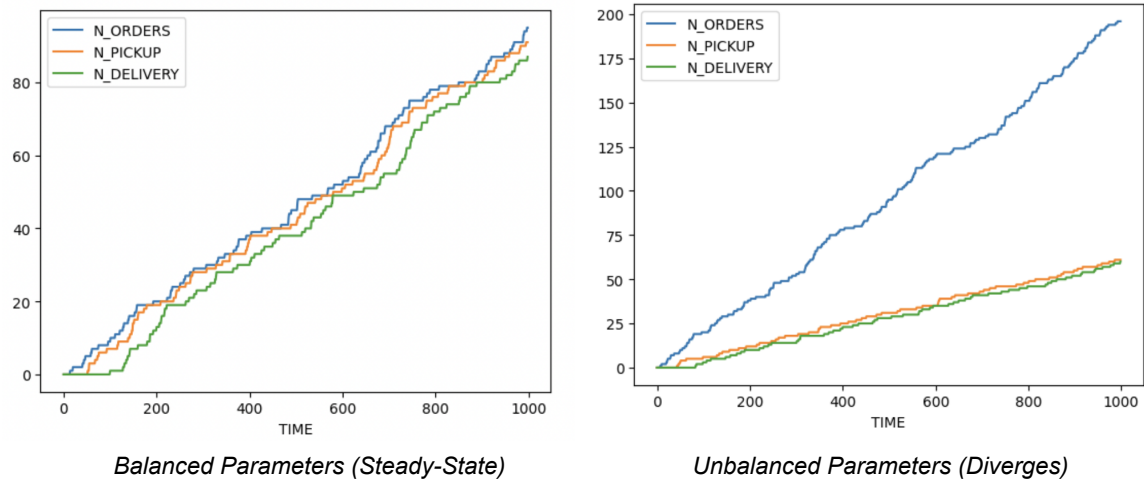 N_ORDERS
N_PICKUP
N_DELIVERY
80
60
40
20
0
0 200 400 600 800 1000
TIME
Balanced Parameters (Steady-State)
200
175
150
125
100
75
50
25
0
N_ORDERS
N_PICKUP
N_DELIVERY
0 200 400 600 800 1000
TIME
Unbalanced Parameters (Diverges)